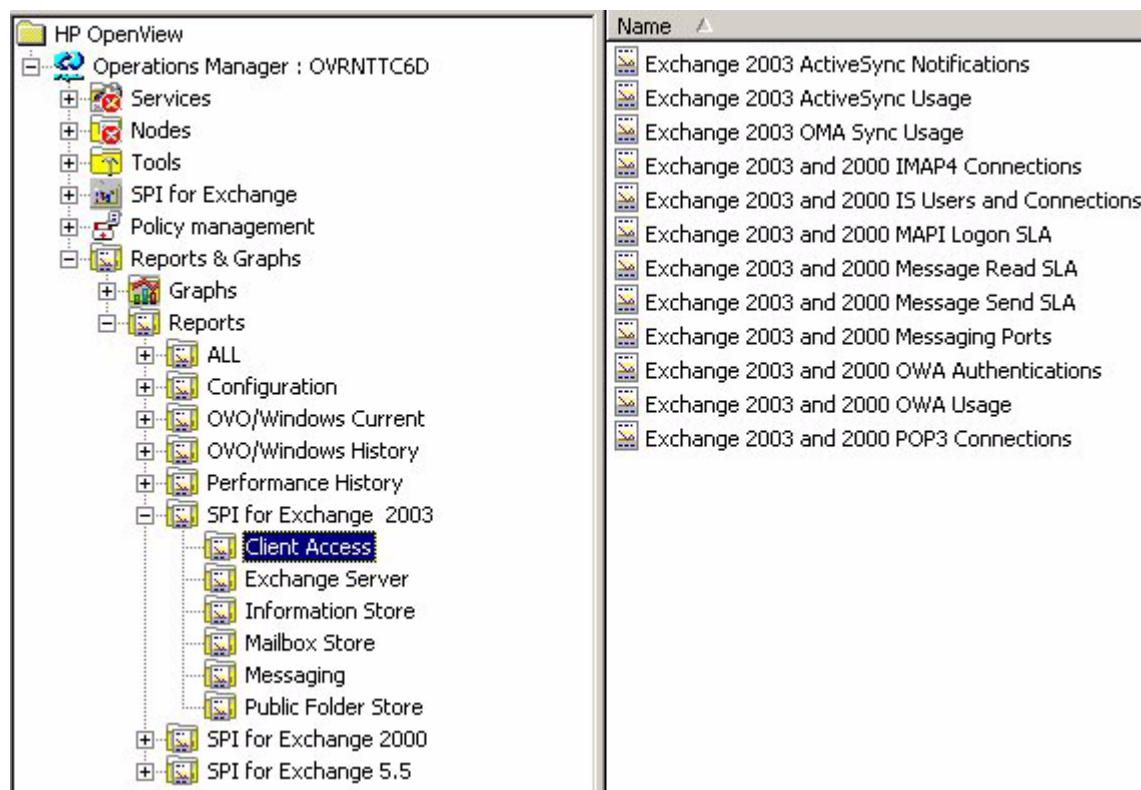 HP OpenView
Operations Manager : OVRNTTC6D
Services
Nodes
Tools
SPI for Exchange
Policy management
Reports & Graphs
Graphs
Reports
ALL
Configuration
OVO/Windows Current
OVO/Windows History
Performance History
SPI for Exchange 2003
Client Access
Exchange Server
Information Store
Mailbox Store
Messaging
Public Folder Store
SPI for Exchange 2000
SPI for Exchange 5.5
Name
Exchange 2003 ActiveSync Notifications
Exchange 2003 ActiveSync Usage
Exchange 2003 OMA Sync Usage
Exchange 2003 and 2000 IMAP4 Connections
Exchange 2003 and 2000 IS Users and Connections
Exchange 2003 and 2000 MAPI Logon SLA
Exchange 2003 and 2000 Message Read SLA
Exchange 2003 and 2000 Message Send SLA
Exchange 2003 and 2000 Messaging Ports
Exchange 2003 and 2000 OWA Authentications
Exchange 2003 and 2000 OWA Usage
Exchange 2003 and 2000 POP3 Connections